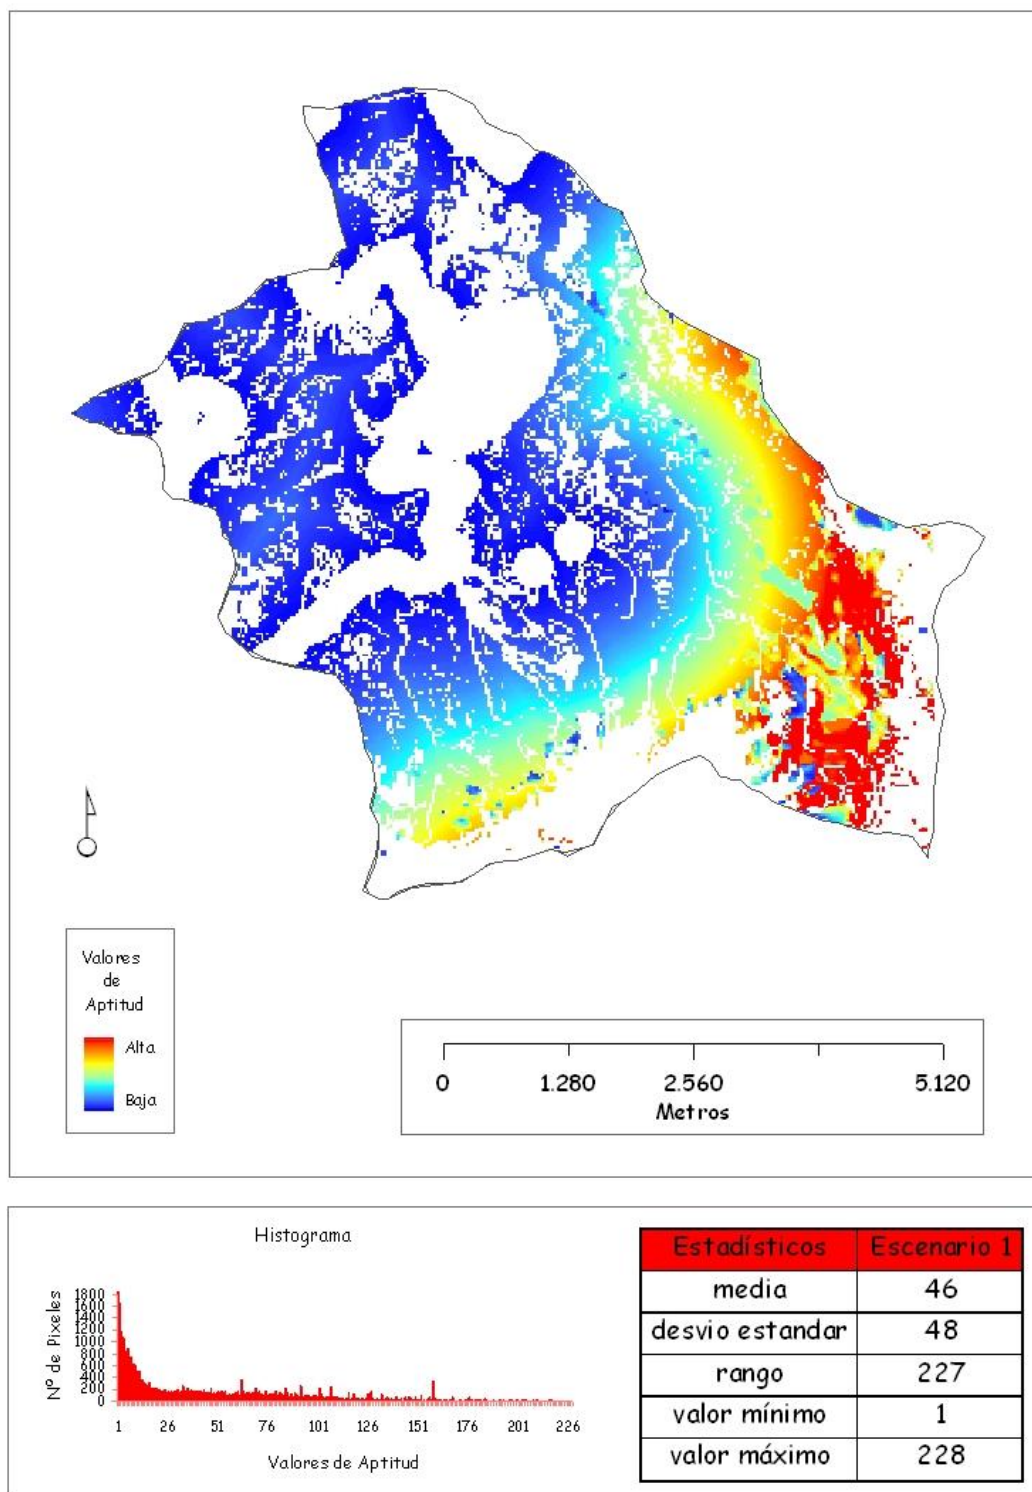 Valores
de
Aptitud
Alta
Baja
0 1.280 2.560 5.120
Metros
Histograma
Nº de Pixeles
1800
1600
1400
1200
1000
800
600
400
200
0
1 26 51 76 101 126 151 176 201 226
Valores de Aptitud
Estadísticos Escenario 1
media 46
desvio estandar 48
rango 227
valor mínimo 1
valor máximo 228